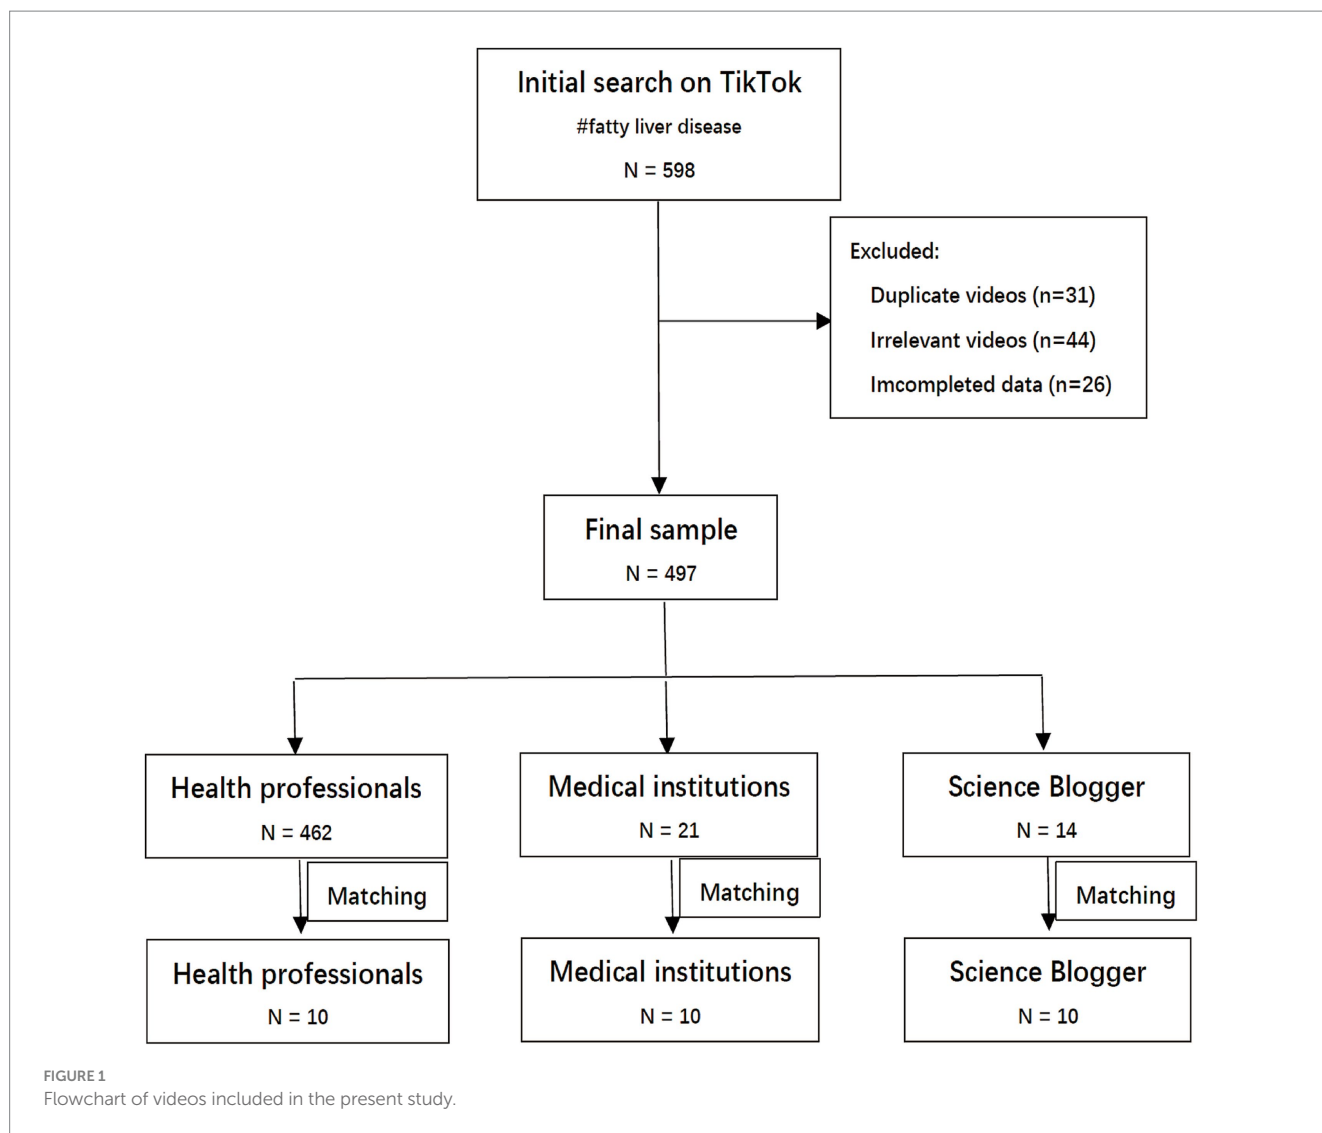 Initial search on TikTok
#fatty liver disease
N = 598
Excluded:
Duplicate videos (n=31)
Irrelevant videos (n=44)
Imcompleted data (n=26)
Final sample
N = 497
Health professionals
N = 462
Medical institutions
N = 21
Science Blogger
N = 14
Matching
Matching
Matching
Health professionals
N = 10
Medical institutions
N = 10
Science Blogger
N = 10
FIGURE 1
Flowchart of videos included in the present study.